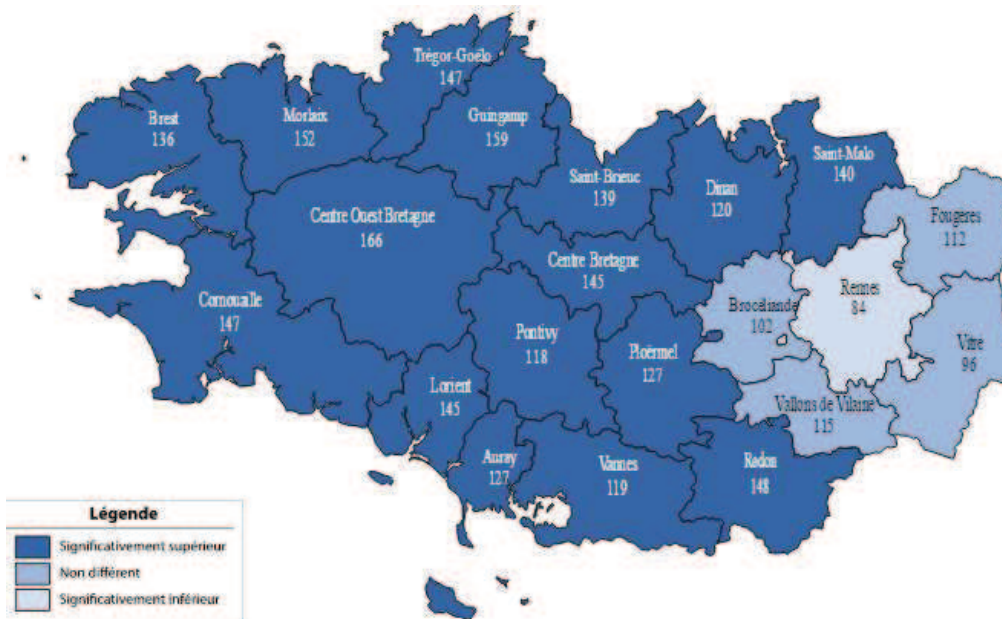 Trégor-Goëlo
147
Brest
136
Morlaix
152
Guingamp
159
Saint-Brieuc
139
Dinan
120
Saint-Malo
140
Fougeres
112
Centre Ouest Bretagne
166
Centre Bretagne
145
Brocéliande
102
Rennes
84
Cornouaille
147
Pontivy
118
Ploërmel
127
Vitre
96
Lorient
145
Vallons de Vilaine
115
Auray
127
Vannes
119
Redon
148
Légende
Significativement supérieur
Non différent
Significativement inférieur